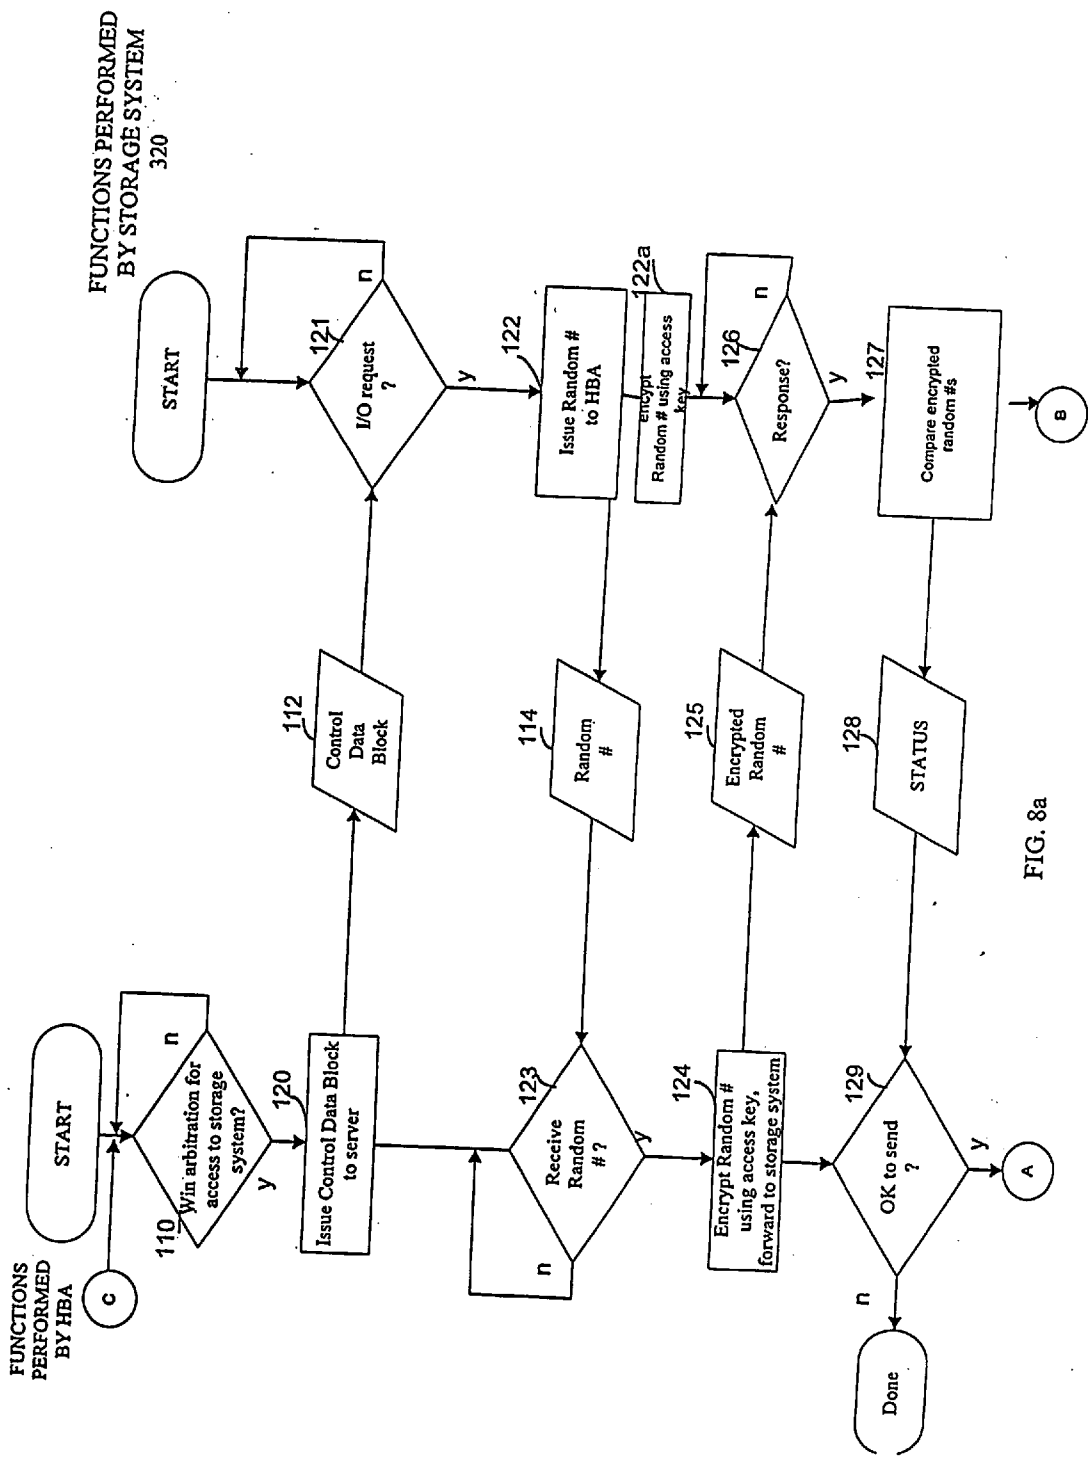 FUNCTIONS
PERFORMED
BY HBA
FUNCTIONS PERFORMED
BY STORAGE SYSTEM
320
START
START
C
110
Win arbitration for
access to storage
system?
n
y
120
Issue Control Data Block
to server
112
Control
Data
Block
121
I/O request
?
n
y
122
Issue Random #
to HBA
122a
encrypt
Random # using access
key
114
Random
#
123
Receive
Random
# ?
n
y
124
Encrypt Random #
using access key,
forward to storage system
125
Encrypted
Random
#
126
Response?
n
y
127
Compare encrypted
random #s
128
STATUS
129
OK to send
?
n
y
Done
A
B
FIG. 8a